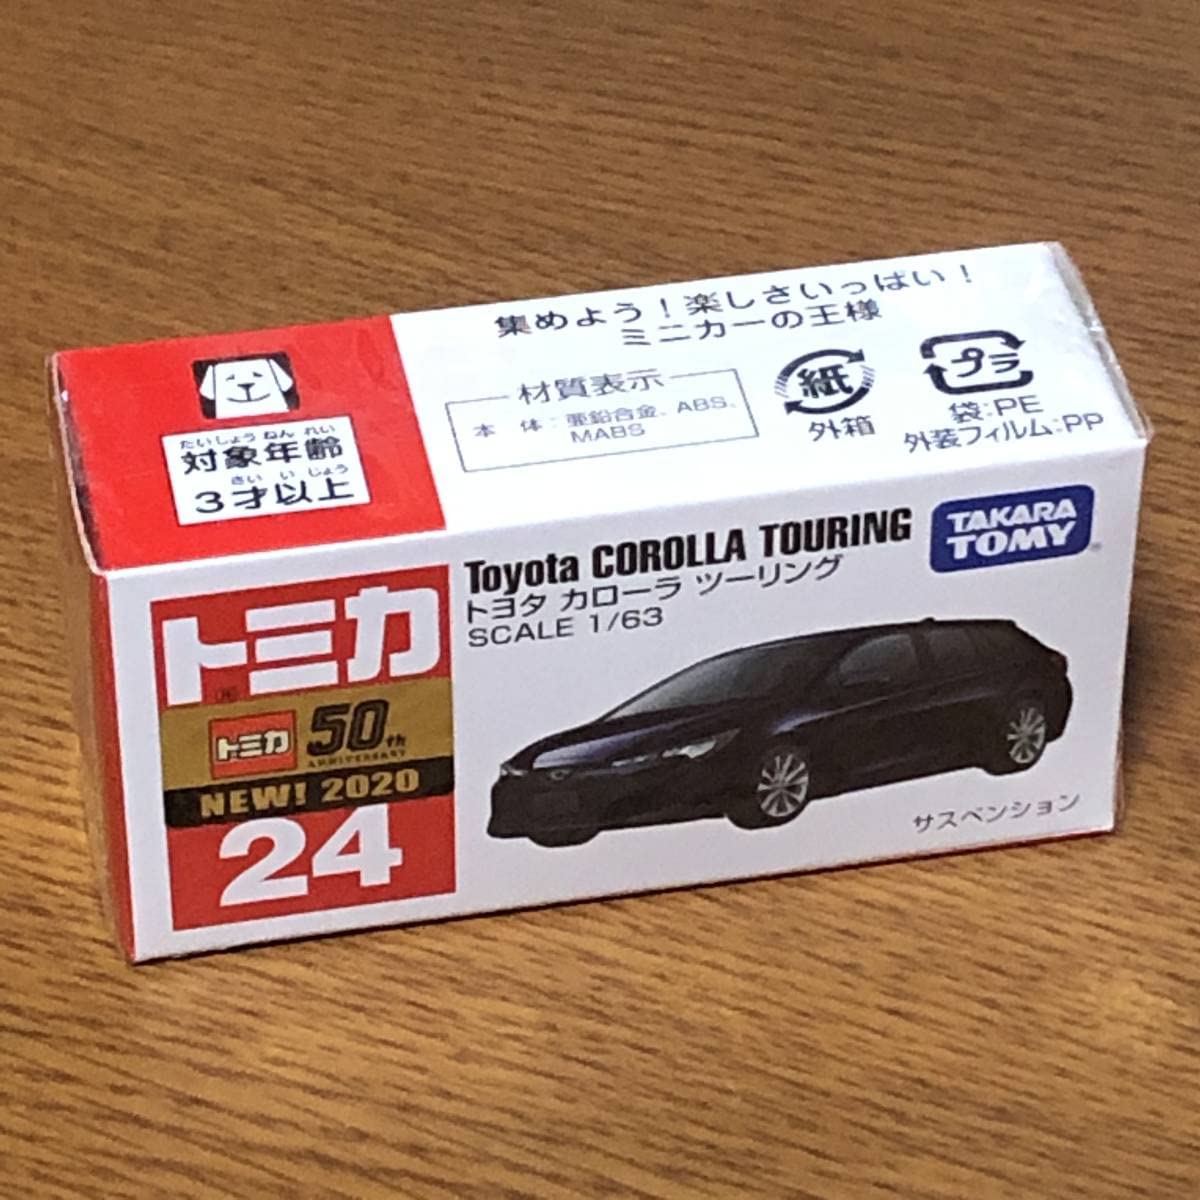 集めよう！楽しさいっぱい！
ミニカーの王様
たいしょうねんれい
対象年齢
さいいじょう
3才以上
材質表示
本 体：亜鉛合金、ABS、
MABS
紙
外箱
プラ
袋:PE
外装フィルム:PP
Toyota COROLLA TOURING
トヨタ カローラ ツーリング
SCALE 1/63
TAKARA
TOMY
トミカ
トミカ
50th
ANNIVERSARY
NEW! 2020
24
サスペンション